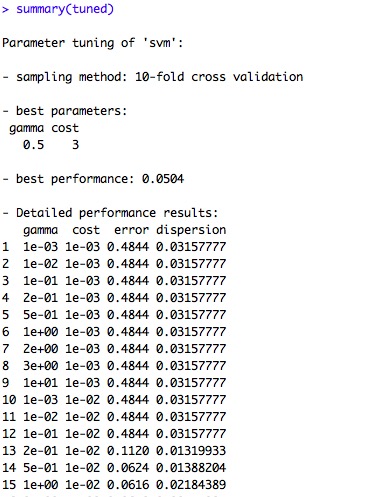 > summary(tuned)
Parameter tuning of 'svm':
- sampling method: 10-fold cross validation
- best parameters:
gamma cost
0.5 3
- best performance: 0.0504
- Detailed performance results:
gamma cost error dispersion
1 1e-03 1e-03 0.4844 0.03157777
2 1e-02 1e-03 0.4844 0.03157777
3 1e-01 1e-03 0.4844 0.03157777
4 2e-01 1e-03 0.4844 0.03157777
5 5e-01 1e-03 0.4844 0.03157777
6 1e+00 1e-03 0.4844 0.03157777
7 2e+00 1e-03 0.4844 0.03157777
8 3e+00 1e-03 0.4844 0.03157777
9 1e+01 1e-03 0.4844 0.03157777
10 1e-03 1e-02 0.4844 0.03157777
11 1e-02 1e-02 0.4844 0.03157777
12 1e-01 1e-02 0.4844 0.03157777
13 2e-01 1e-02 0.1120 0.01319933
14 5e-01 1e-02 0.0624 0.01388204
15 1e+00 1e-02 0.0616 0.02184389